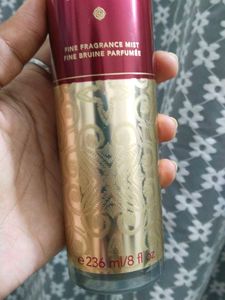 FINE FRAGRANCE MIST
FINE BRUINE PARFUMÉE
℮ 236 ml/8 fl oz